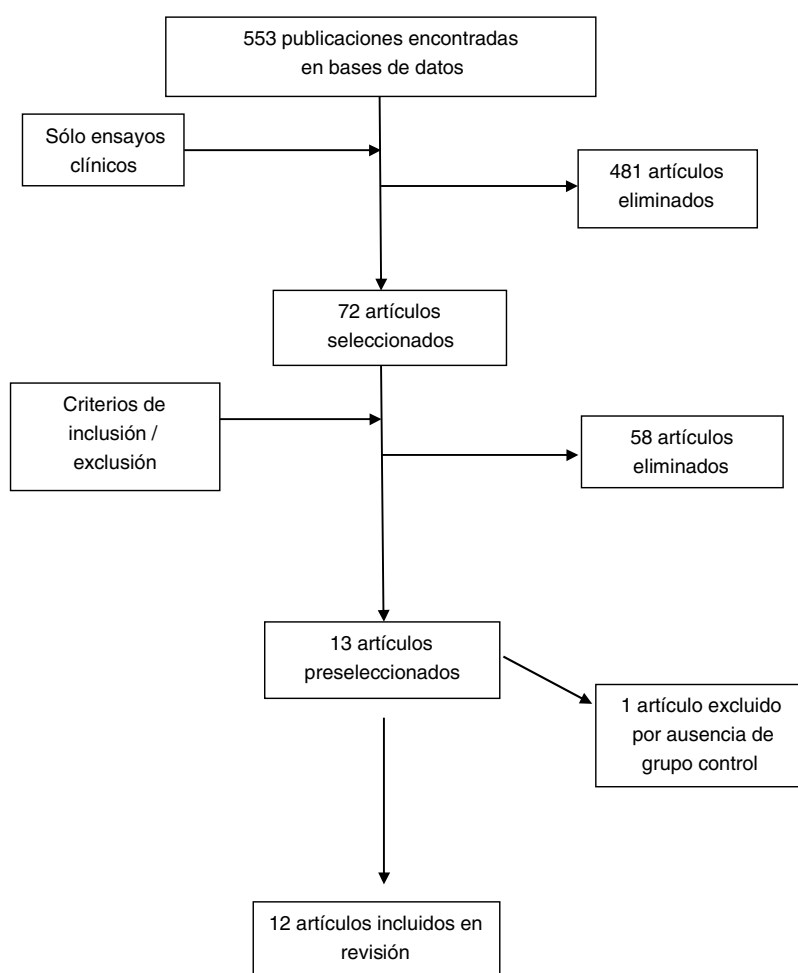 553 publicaciones encontradas
en bases de datos
Sólo ensayos
clínicos
481 artículos
eliminados
72 artículos
seleccionados
Criterios de
inclusión /
exclusión
58 artículos
eliminados
13 artículos
preseleccionados
1 artículo excluido
por ausencia de
grupo control
12 artículos incluidos en
revisión